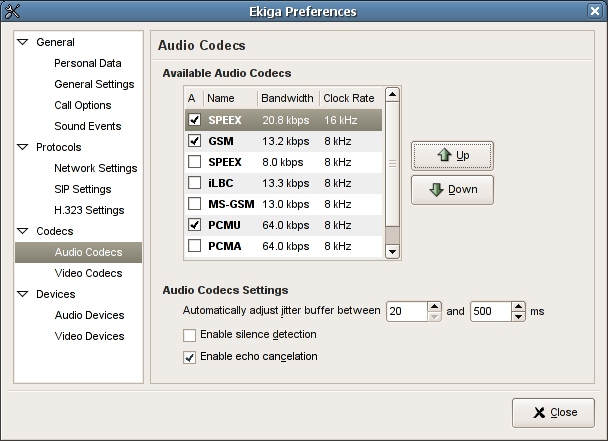 Ekiga Preferences
General
Personal Data
General Settings
Call Options
Sound Events
Protocols
Network Settings
SIP Settings
H.323 Settings
Codecs
Audio Codecs
Video Codecs
Devices
Audio Devices
Video Devices
Audio Codecs
Available Audio Codecs
A Name Bandwidth Clock Rate
SPEEX 20.8 kbps 16 kHz
GSM 13.2 kbps 8 kHz
SPEEX 8.0 kbps 8 kHz
iLBC 13.3 kbps 8 kHz
MS-GSM 13.0 kbps 8 kHz
PCMU 64.0 kbps 8 kHz
PCMA 64.0 kbps 8 kHz
Up
Down
Audio Codecs Settings
Automatically adjust jitter buffer between 20 and 500 ms
Enable silence detection
Enable echo cancelation
Close